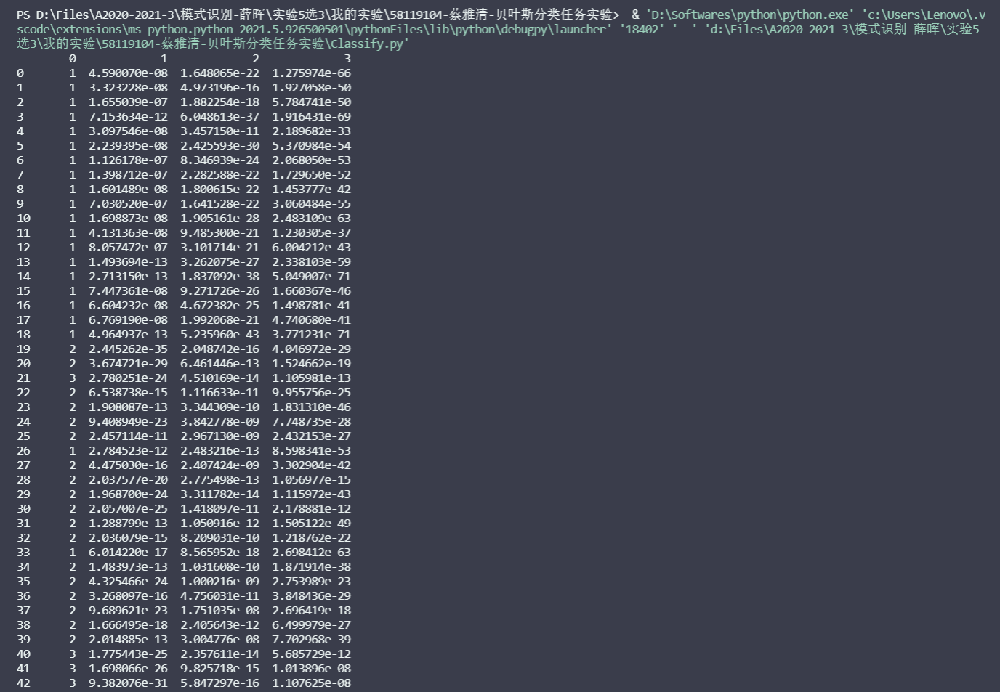 PS D:\Files\A2020-2021-3\模式识别-薛晖\实验5选3\我的实验\58119104-蔡雅清-贝叶斯分类任务实验>  & 'D:\Softwares\python\python.exe' 'c:\Users\Lenovo\.v
scode\extensions\ms-python.python-2021.5.926500501\pythonFiles\lib\python\debugpy\launcher' '18402' '--' 'd:\Files\A2020-2021-3\模式识别-薛晖\实验5
选3\我的实验\58119104-蔡雅清-贝叶斯分类任务实验\Classify.py'
0 1 2 3
0 1 4.590070e-08 1.648065e-22 1.275974e-66
1 1 3.323228e-08 4.973196e-16 1.927058e-50
2 1 1.655039e-07 1.882254e-18 5.784741e-50
3 1 7.153634e-12 6.048613e-37 1.916431e-69
4 1 3.097546e-08 3.457150e-11 2.189682e-33
5 1 2.239395e-08 2.425593e-30 5.370984e-54
6 1 1.126178e-07 8.346939e-24 2.068050e-53
7 1 1.398712e-07 2.282588e-22 1.729650e-52
8 1 1.601489e-08 1.800615e-22 1.453777e-42
9 1 7.030520e-07 1.641528e-22 3.060484e-55
10 1 1.698873e-08 1.905161e-28 2.483109e-63
11 1 4.131363e-08 9.485300e-21 1.230305e-37
12 1 8.057472e-07 3.101714e-21 6.004212e-43
13 1 1.493694e-13 3.262075e-27 2.338103e-59
14 1 2.713150e-13 1.837092e-38 5.049007e-71
15 1 7.447361e-08 9.271726e-26 1.660367e-46
16 1 6.604232e-08 4.672382e-25 1.498781e-41
17 1 6.769190e-08 1.992068e-21 4.740680e-41
18 1 4.964937e-13 5.235960e-43 3.771231e-71
19 2 2.445262e-35 2.048742e-16 4.046972e-29
20 2 3.674721e-29 6.461446e-13 1.524662e-19
21 3 2.780251e-24 4.510169e-14 1.105981e-13
22 2 6.538738e-15 1.116633e-11 9.955756e-25
23 2 1.908087e-13 3.344309e-10 1.831310e-46
24 2 9.408949e-23 3.842778e-09 7.748735e-28
25 2 2.457114e-11 2.967130e-09 2.432153e-27
26 1 2.784523e-12 2.483216e-13 8.598341e-53
27 2 4.475030e-16 2.407424e-09 3.302904e-42
28 2 2.037577e-20 2.775498e-13 1.056977e-15
29 2 1.968700e-24 3.311782e-14 1.115972e-43
30 2 2.057007e-25 1.418097e-11 2.178881e-12
31 2 1.288799e-13 1.050916e-12 1.505122e-49
32 2 2.036079e-15 8.209031e-10 1.218762e-22
33 1 6.014220e-17 8.565952e-18 2.698412e-63
34 2 1.483973e-13 1.031608e-10 1.871914e-38
35 2 4.325466e-24 1.000216e-09 2.753989e-23
36 2 3.268097e-16 4.756031e-11 3.848436e-29
37 2 9.689621e-23 1.751035e-08 2.696419e-18
38 2 1.666495e-18 2.405643e-12 6.499979e-27
39 2 2.014885e-13 3.004776e-08 7.702968e-39
40 3 1.775443e-25 2.357611e-14 5.685729e-12
41 3 1.698066e-26 9.825718e-15 1.013896e-08
42 3 9.382076e-31 5.847297e-16 1.107625e-08